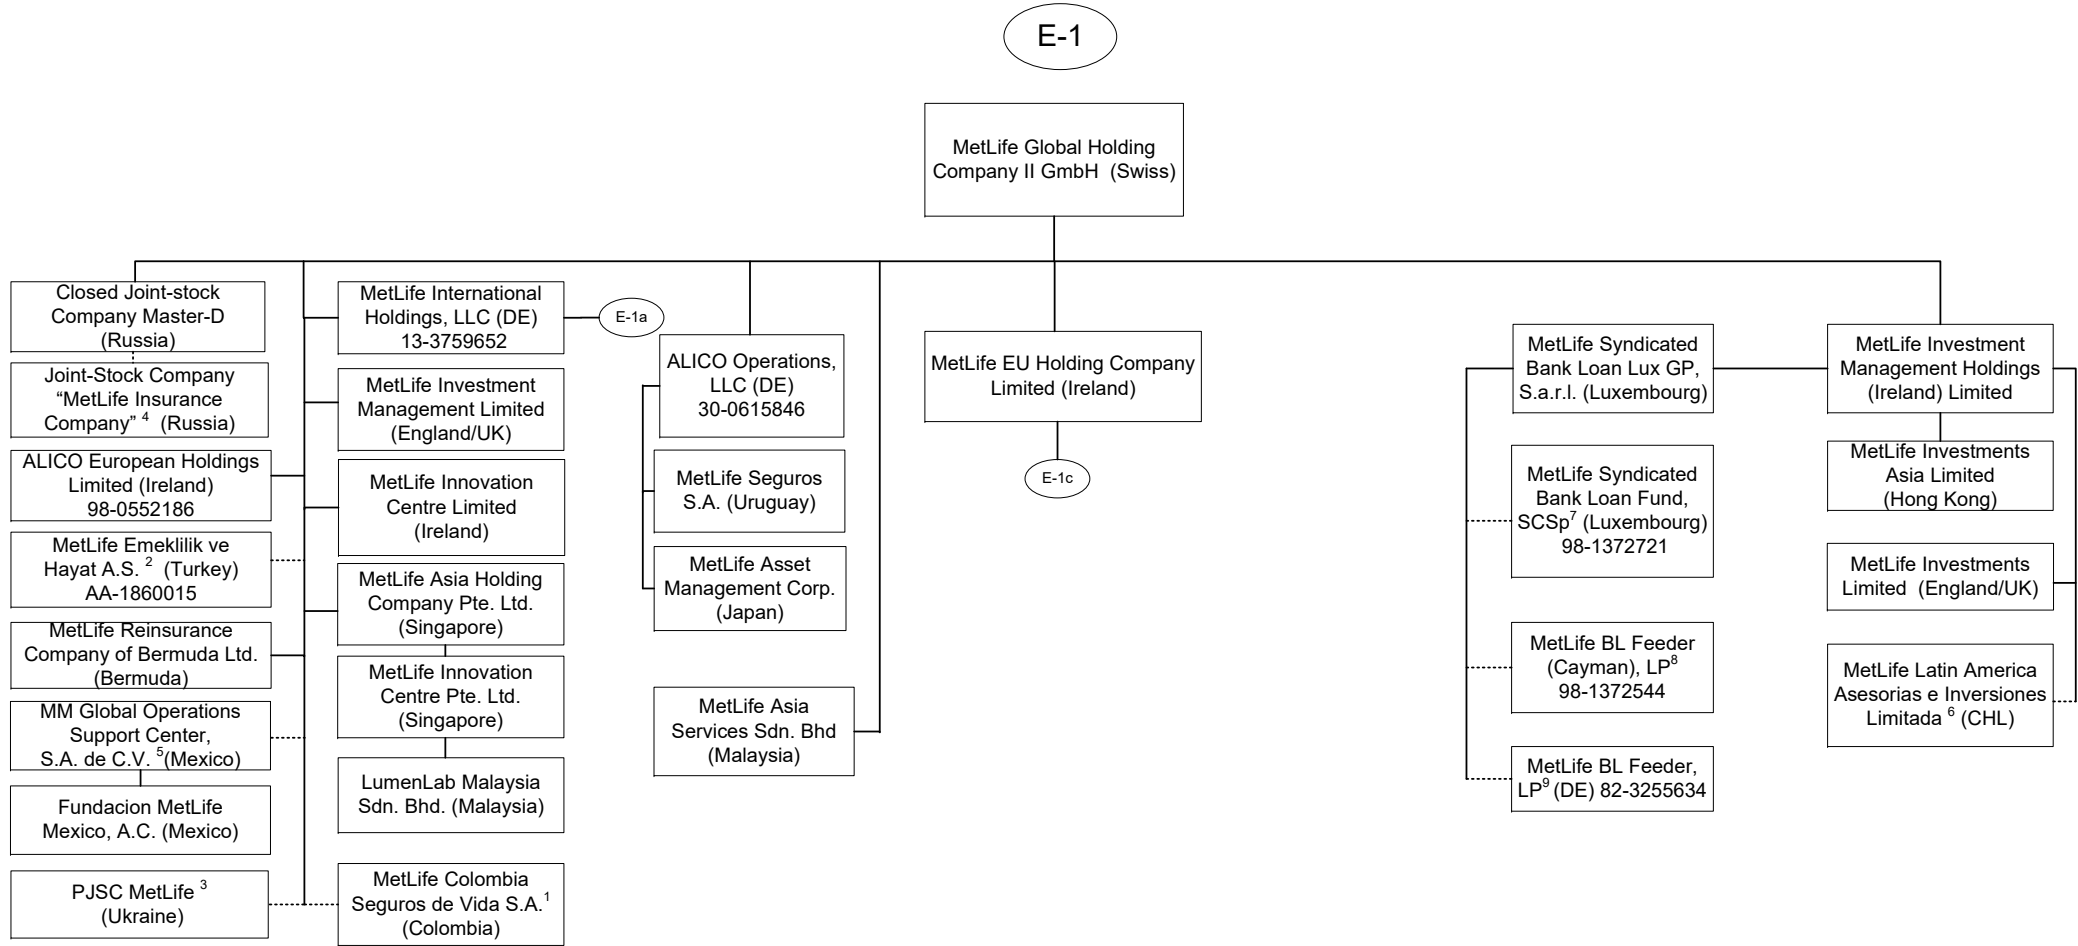 E-1
MetLife Global Holding
Company II GmbH (Swiss)
Closed Joint-stock
Company Master-D
(Russia)
Joint-Stock Company
“MetLife Insurance
Company” 4 (Russia)
ALICO European Holdings
Limited (Ireland)
98-0552186
MetLife Emeklilik ve
Hayat A.S. 2 (Turkey)
AA-1860015
MetLife Reinsurance
Company of Bermuda Ltd.
(Bermuda)
MM Global Operations
Support Center,
S.A. de C.V. 5(Mexico)
Fundacion MetLife
Mexico, A.C. (Mexico)
PJSC MetLife 3
(Ukraine)
MetLife International
Holdings, LLC (DE)
13-3759652
E-1a
MetLife Investment
Management Limited
(England/UK)
MetLife Innovation
Centre Limited
(Ireland)
MetLife Asia Holding
Company Pte. Ltd.
(Singapore)
MetLife Innovation
Centre Pte. Ltd.
(Singapore)
LumenLab Malaysia
Sdn. Bhd. (Malaysia)
MetLife Colombia
Seguros de Vida S.A.1
(Colombia)
ALICO Operations,
LLC (DE)
30-0615846
MetLife Seguros
S.A. (Uruguay)
MetLife Asset
Management Corp.
(Japan)
MetLife Asia
Services Sdn. Bhd
(Malaysia)
MetLife EU Holding Company
Limited (Ireland)
E-1c
MetLife Syndicated
Bank Loan Lux GP,
S.a.r.l. (Luxembourg)
MetLife Syndicated
Bank Loan Fund,
SCSp7 (Luxembourg)
98-1372721
MetLife BL Feeder
(Cayman), LP8
98-1372544
MetLife BL Feeder,
LP9 (DE) 82-3255634
MetLife Investment
Management Holdings
(Ireland) Limited
MetLife Investments
Asia Limited
(Hong Kong)
MetLife Investments
Limited (England/UK)
MetLife Latin America
Asesorias e Inversiones
Limitada 6 (CHL)